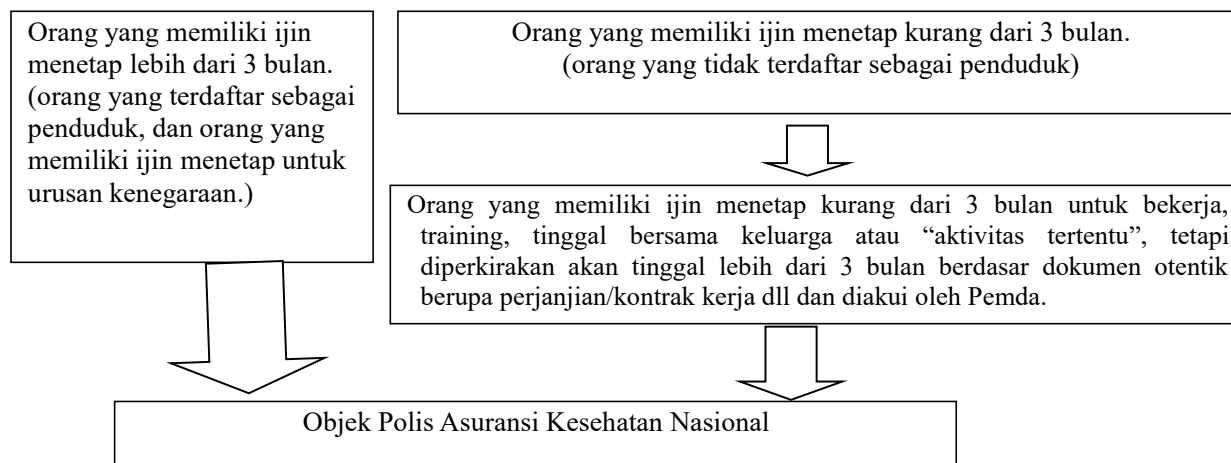 Orang yang memiliki ijin
menetap lebih dari 3 bulan.
(orang yang terdaftar sebagai
penduduk, dan orang yang
memiliki ijin menetap untuk
urusan kenegaraan.)
Orang yang memiliki ijin menetap kurang dari 3 bulan.
(orang yang tidak terdaftar sebagai penduduk)
Orang yang memiliki ijin menetap kurang dari 3 bulan untuk bekerja,
training, tinggal bersama keluarga atau “aktivitas tertentu”, tetapi
diperkirakan akan tinggal lebih dari 3 bulan berdasar dokumen otentik
berupa perjanjian/kontrak kerja dll dan diakui oleh Pemda.
Objek Polis Asuransi Kesehatan Nasional